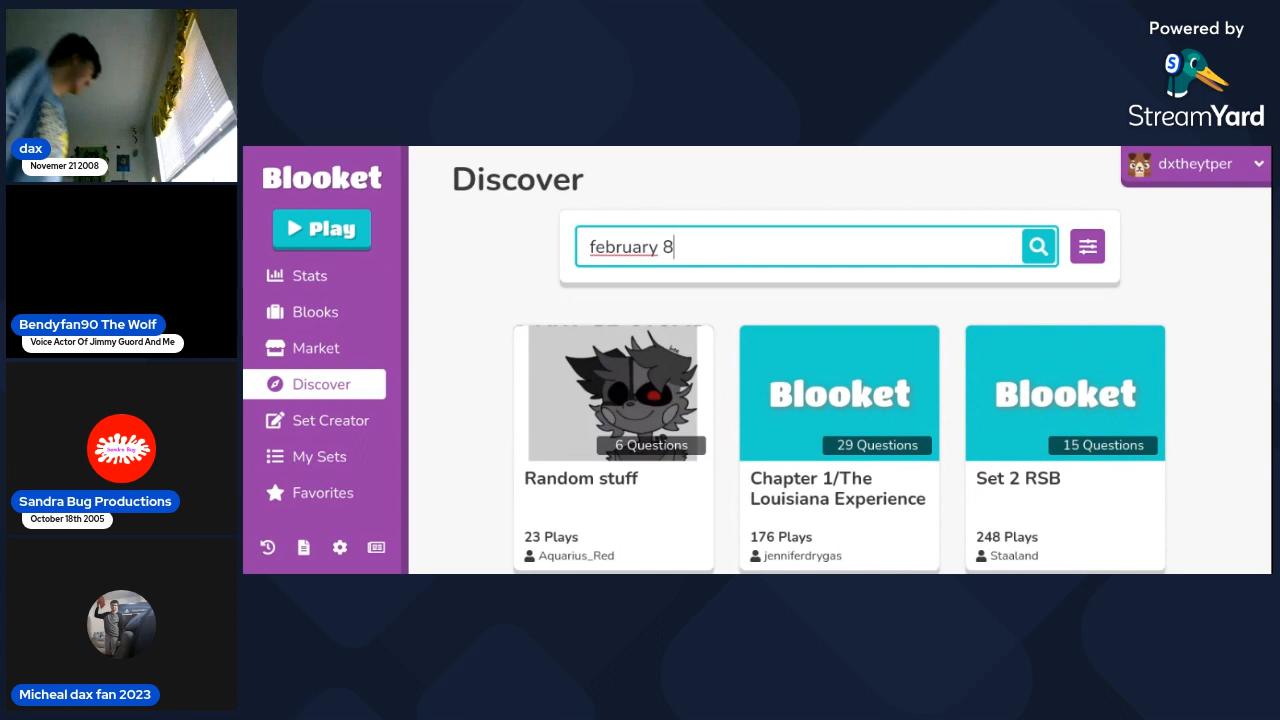 dax
Novemer 21 2008
Bendyfan90 The Wolf
Voice Actor Of Jimmy Guord And Me
Sandra Bug
Sandra Bug Productions
October 18th 2005
Micheal dax fan 2023
Powered by
S
StreamYard
Blooket
Play
Stats
Blooks
Market
Discover
Set Creator
My Sets
Favorites
Discover
dxtheytper
february 8
6 Questions
Random stuff
23 Plays
Aquarius_Red
Blooket
29 Questions
Chapter 1/The
Louisiana Experience
176 Plays
jenniferdrygas
Blooket
15 Questions
Set 2 RSB
248 Plays
Staaland